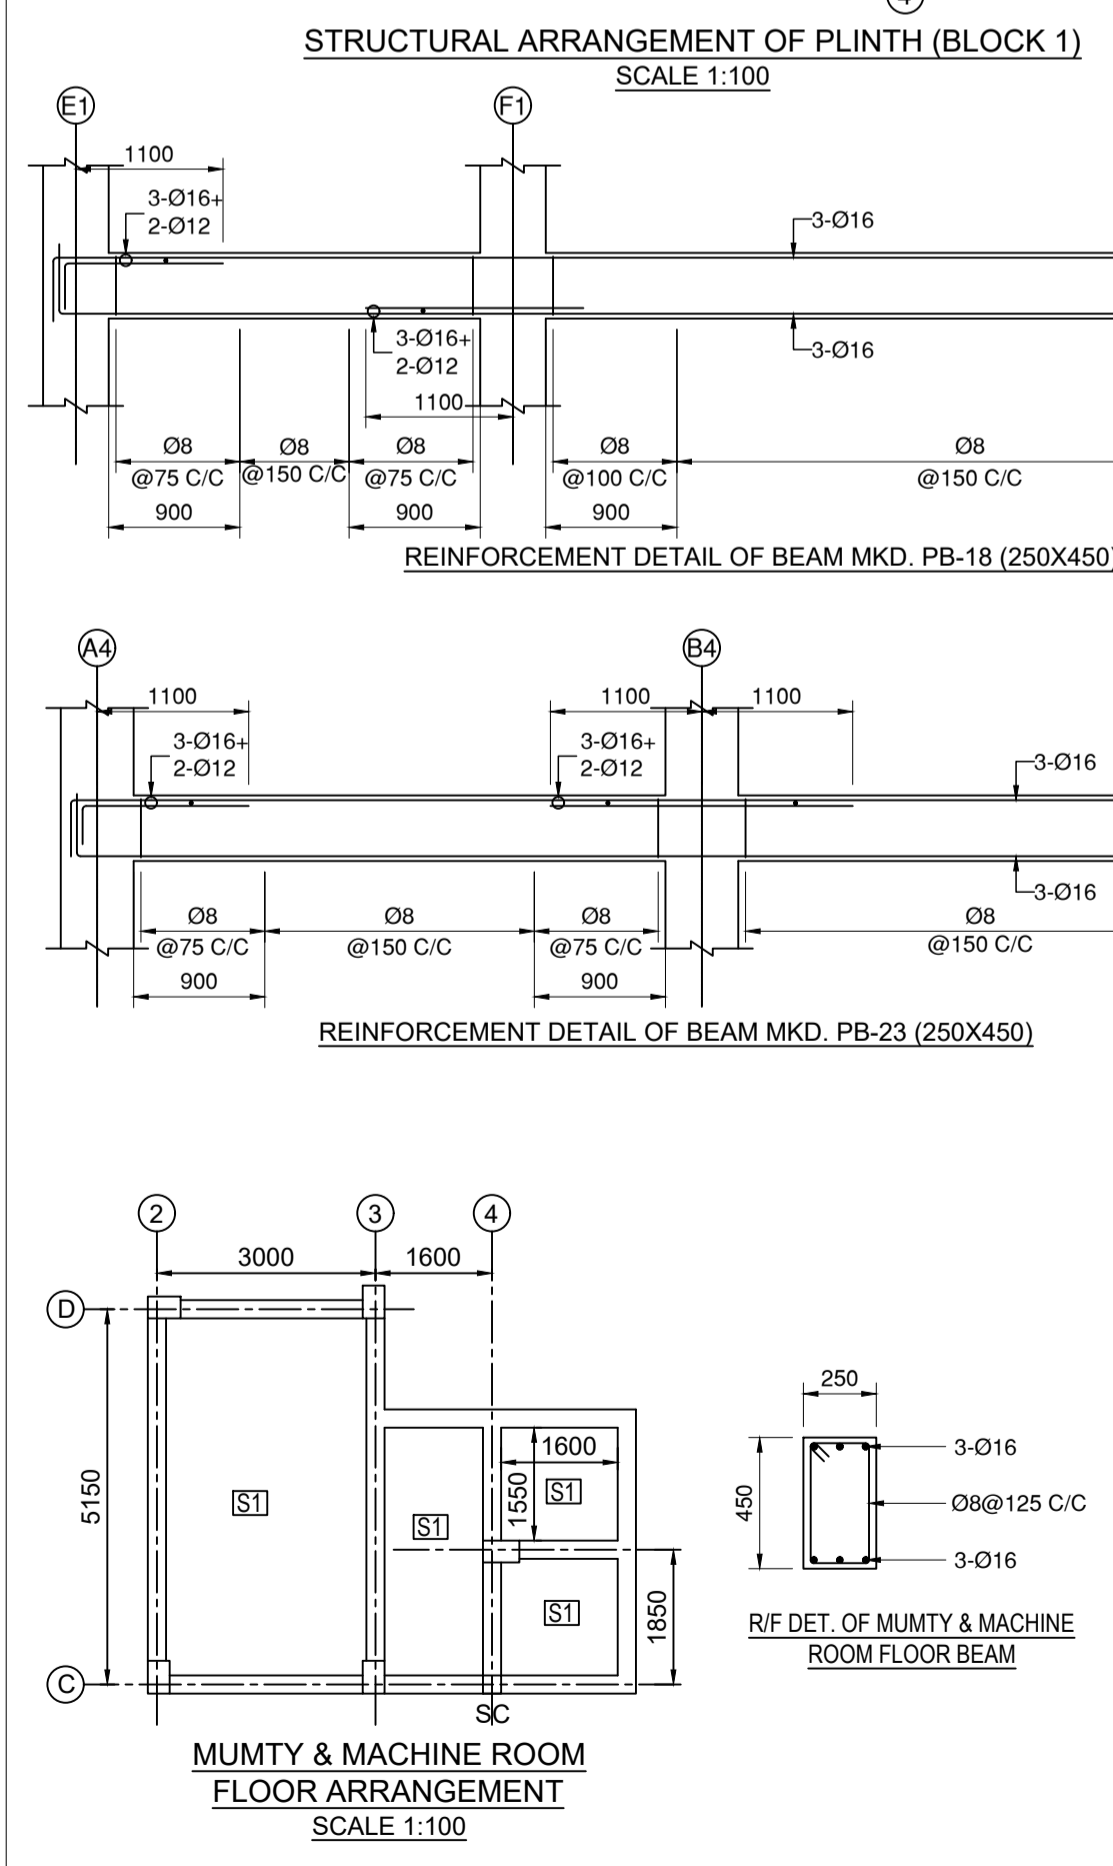 4
STRUCTURAL ARRANGEMENT OF PLINTH (BLOCK 1)
SCALE 1:100
E1
F1
1100
3-Ø16+
2-Ø12
3-Ø16
3-Ø16+
2-Ø12
3-Ø16
1100
Ø8
@75 C/C
Ø8
@150 C/C
Ø8
@75 C/C
Ø8
@100 C/C
Ø8
@150 C/C
900
900
900
REINFORCEMENT DETAIL OF BEAM MKD. PB-18 (250X450)
A4
B4
1100
1100
1100
3-Ø16+
2-Ø12
3-Ø16+
2-Ø12
3-Ø16
3-Ø16
Ø8
@75 C/C
Ø8
@150 C/C
Ø8
@75 C/C
Ø8
@150 C/C
900
900
REINFORCEMENT DETAIL OF BEAM MKD. PB-23 (250X450)
2
3
4
3000
1600
D
5150
S1
S1
1600
1550
S1
S1
1850
C
SC
MUMTY & MACHINE ROOM
FLOOR ARRANGEMENT
SCALE 1:100
250
450
3-Ø16
Ø8@125 C/C
3-Ø16
R/F DET. OF MUMTY & MACHINE
ROOM FLOOR BEAM